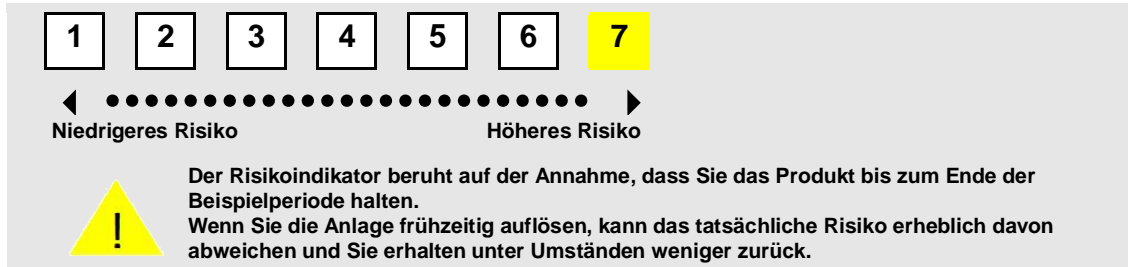 1 2 3 4 5 6 7
Niedrigeres Risiko Höheres Risiko
Der Risikoindikator beruht auf der Annahme, dass Sie das Produkt bis zum Ende der
Beispielperiode halten.
Wenn Sie die Anlage frühzeitig auflösen, kann das tatsächliche Risiko erheblich davon
abweichen und Sie erhalten unter Umständen weniger zurück.
!